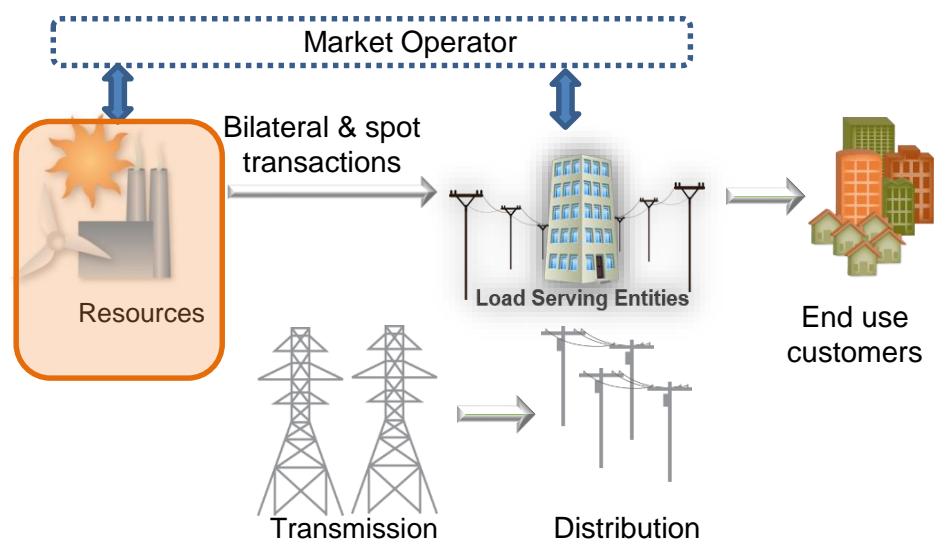 Market Operator
Bilateral & spot
transactions
Resources
Load Serving Entities
End use
customers
Transmission
Distribution